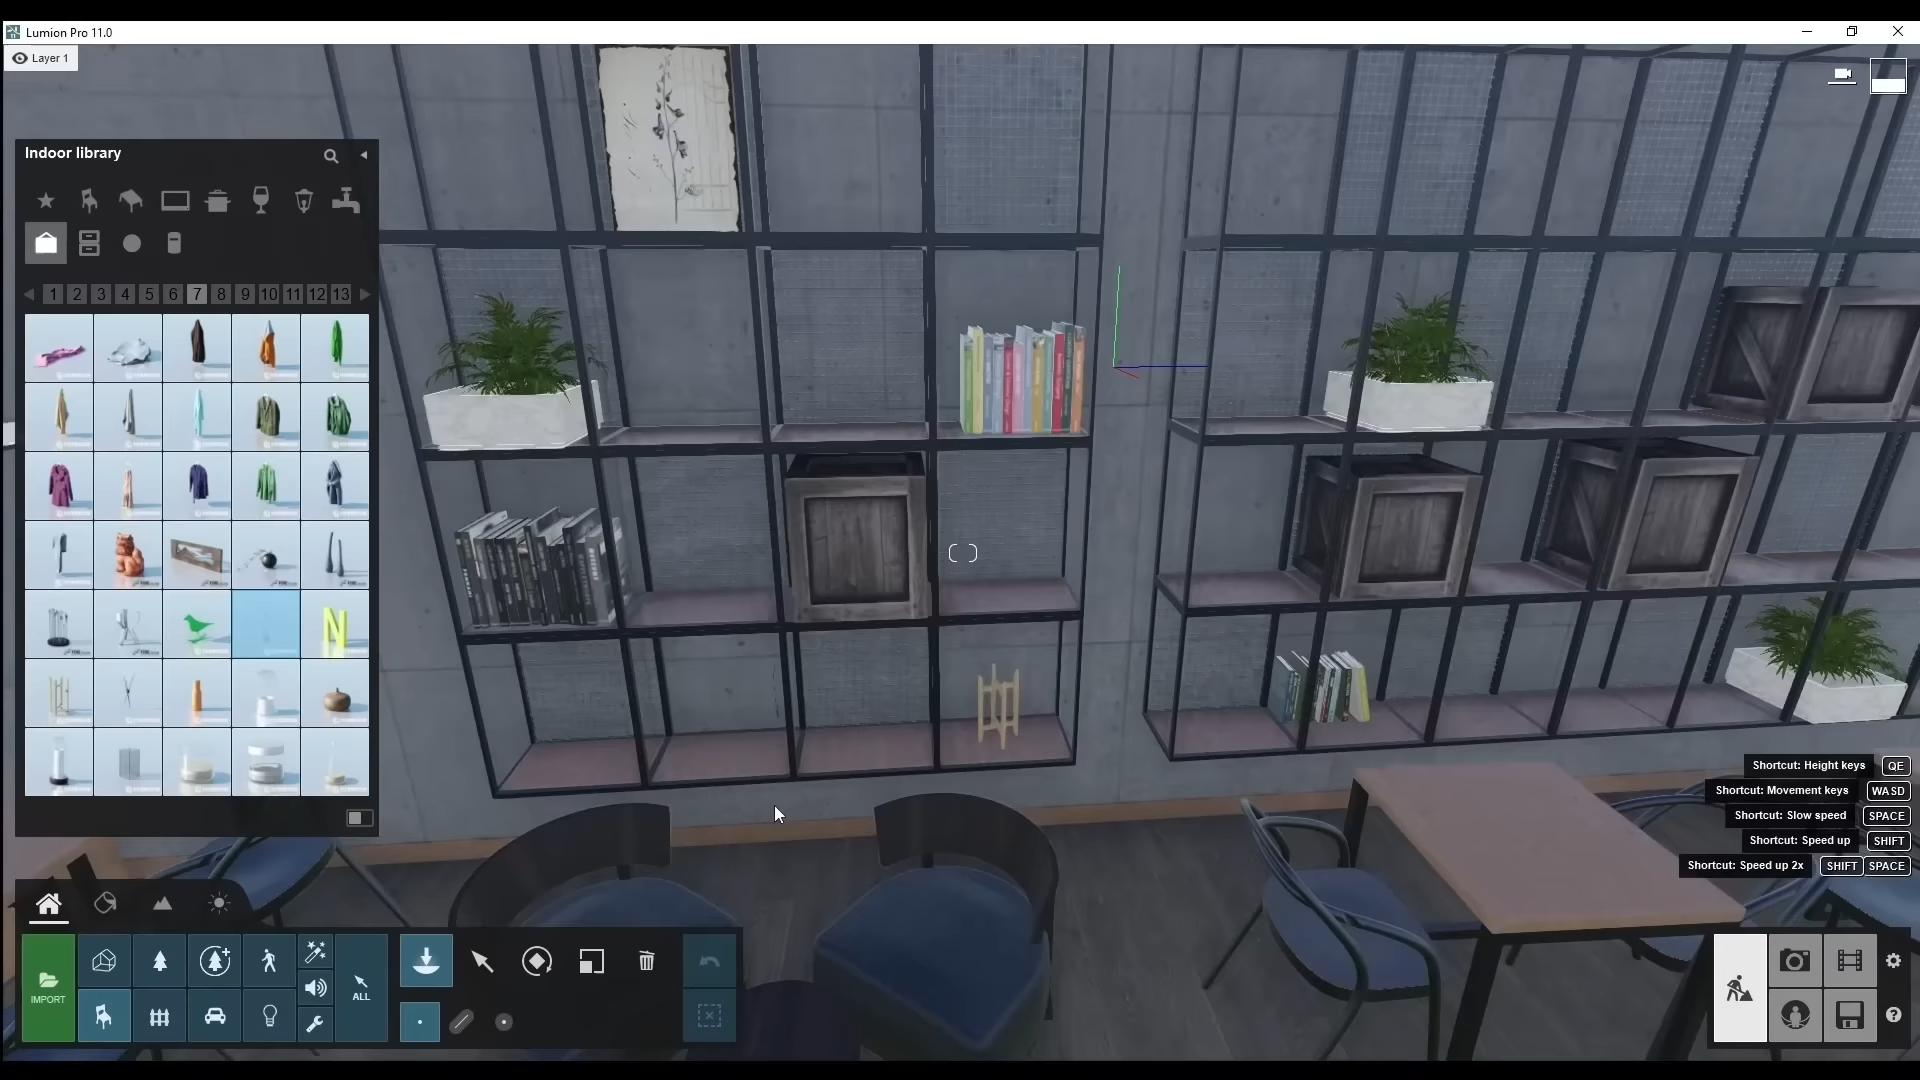 Lumion Pro 11.0
Layer 1
Indoor library
1 2 3 4 5 6 7 8 9 10 11 12 13
Shortcut: Height keys QE
Shortcut: Movement keys WASD
Shortcut: Slow speed SPACE
Shortcut: Speed up SHIFT
Shortcut: Speed up 2x SHIFT SPACE
IMPORT
ALL
N
?